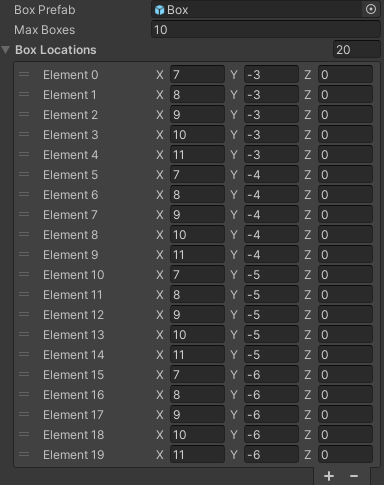 Box Prefab Box
Max Boxes 10
Box Locations 20
Element 0 X 7 Y -3 Z 0
Element 1 X 8 Y -3 Z 0
Element 2 X 9 Y -3 Z 0
Element 3 X 10 Y -3 Z 0
Element 4 X 11 Y -3 Z 0
Element 5 X 7 Y -4 Z 0
Element 6 X 8 Y -4 Z 0
Element 7 X 9 Y -4 Z 0
Element 8 X 10 Y -4 Z 0
Element 9 X 11 Y -4 Z 0
Element 10 X 7 Y -5 Z 0
Element 11 X 8 Y -5 Z 0
Element 12 X 9 Y -5 Z 0
Element 13 X 10 Y -5 Z 0
Element 14 X 11 Y -5 Z 0
Element 15 X 7 Y -6 Z 0
Element 16 X 8 Y -6 Z 0
Element 17 X 9 Y -6 Z 0
Element 18 X 10 Y -6 Z 0
Element 19 X 11 Y -6 Z 0
+ −